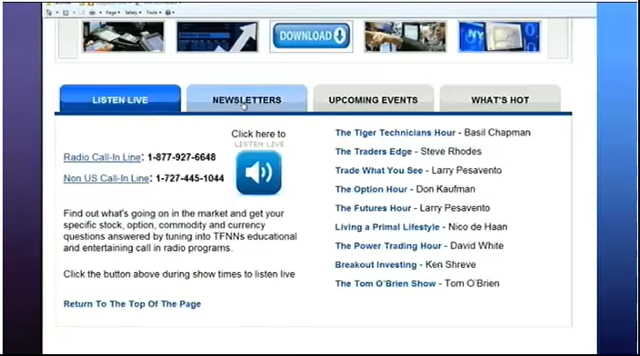 Page
Safety
Tools
DOWNLOAD
NY
LISTEN LIVE
NEWSLETTERS
UPCOMING EVENTS
WHAT'S HOT
Click here to
LISTEN LIVE
Radio Call-In Line: 1-877-927-6648
Non US Call-In Line: 1-727-445-1044
Find out what's going on in the market and get your
specific stock, option, commodity and currency
questions answered by tuning into TFNNs educational
and entertaining call in radio programs.
Click the button above during show times to listen live
Return To The Top Of The Page
The Tiger Technicians Hour - Basil Chapman
The Traders Edge - Steve Rhodes
Trade What You See - Larry Pesavento
The Option Hour - Don Kaufman
The Futures Hour - Larry Pesavento
Living a Primal Lifestyle - Nico de Haan
The Power Trading Hour - David White
Breakout Investing - Ken Shreve
The Tom O'Brien Show - Tom O'Brien